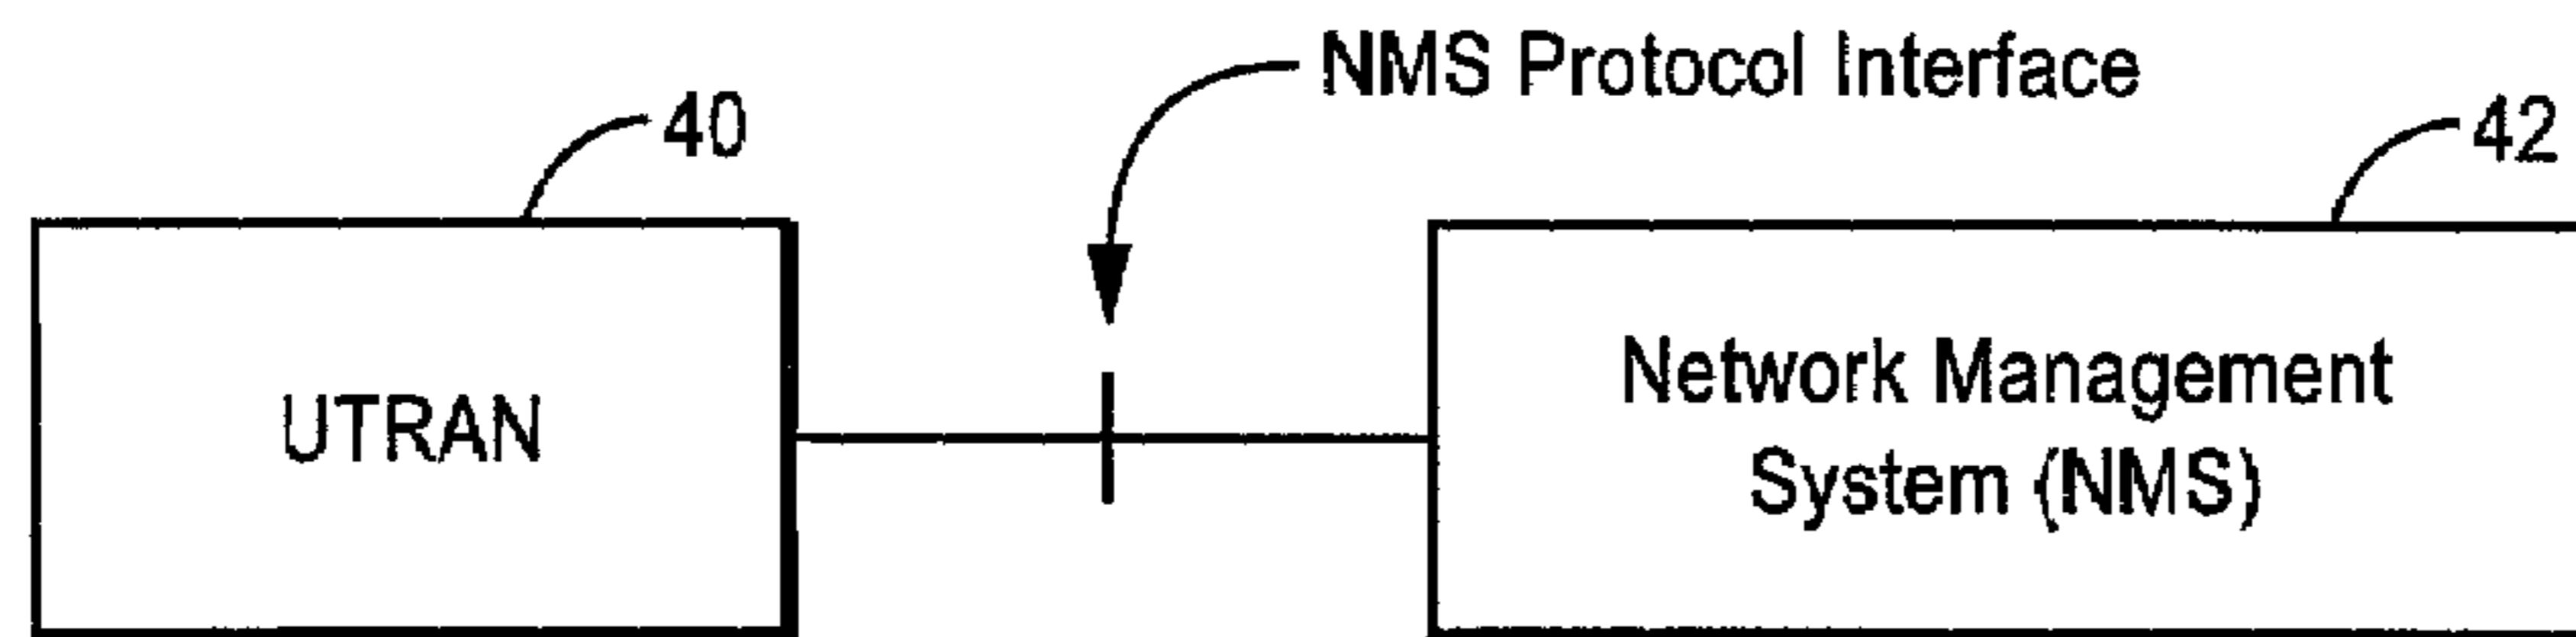 NMS Protocol Interface
40
42
UTRAN
Network Management
System (NMS)